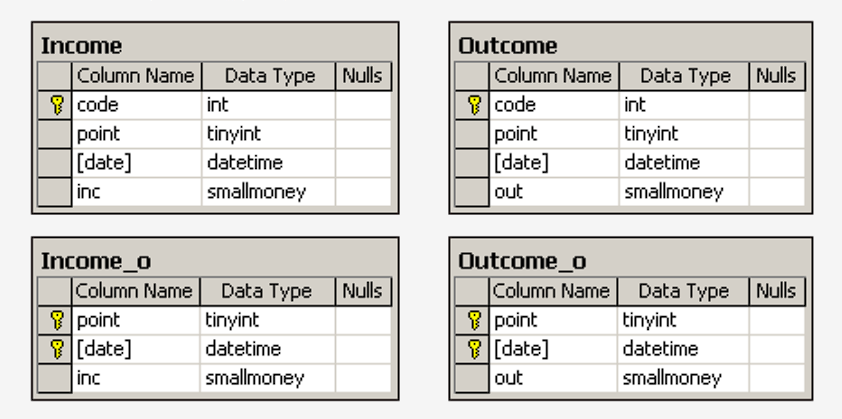 Income
Column Name Data Type Nulls
code int
point tinyint
[date] datetime
inc smallmoney
Outcome
Column Name Data Type Nulls
code int
point tinyint
[date] datetime
out smallmoney
Income_o
Column Name Data Type Nulls
point tinyint
[date] datetime
inc smallmoney
Outcome_o
Column Name Data Type Nulls
point tinyint
[date] datetime
out smallmoney